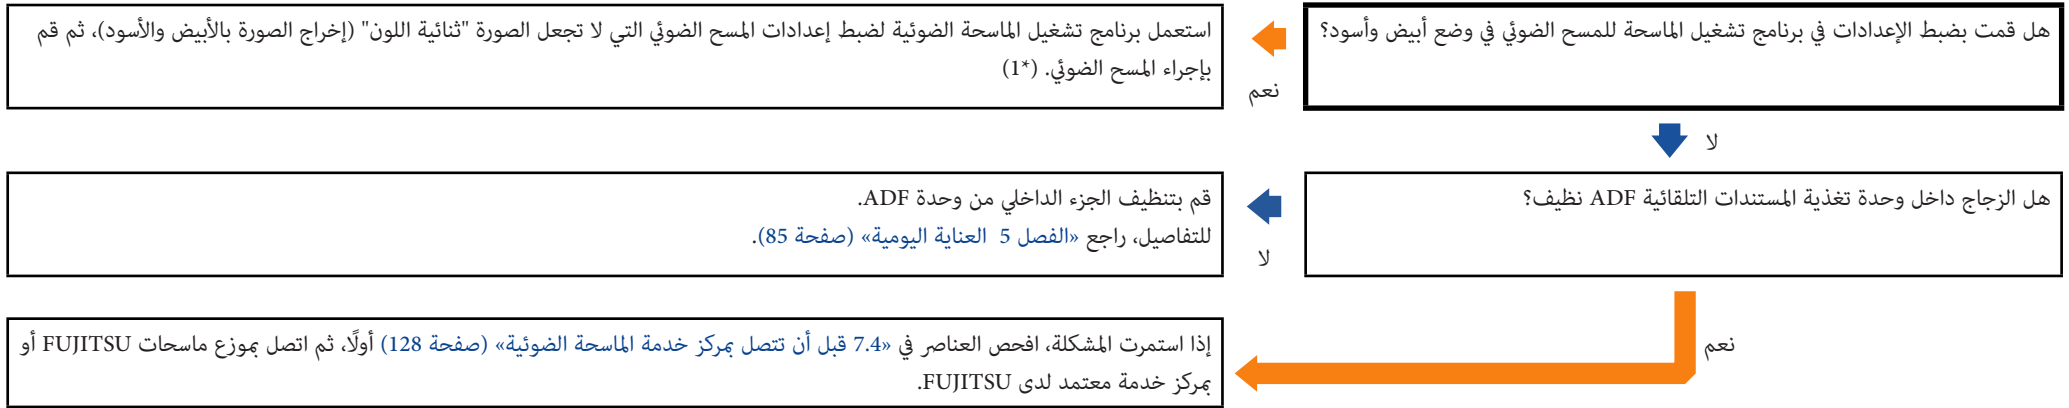 هل قمت بضبط الإعدادات في برنامج تشغيل الماسحة للمسح الضوئي في وضع أبيض وأسود؟
نعم
استعمل برنامج تشغيل الماسحة الضوئية لضبط إعدادات المسح الضوئي التي لا تجعل الصورة "ثنائية اللون" (إخراج الصورة بالأبيض والأسود)، ثم قم
بإجراء المسح الضوئي. (*1)
لا
هل الزجاج داخل وحدة تغذية المستندات التلقائية ADF نظيف؟
لا
قم بتنظيف الجزء الداخلي من وحدة ADF.
للتفاصيل، راجع «الفصل 5 العناية اليومية» (صفحة 85).
نعم
إذا استمرت المشكلة، افحص العناصر في «7.4 قبل أن تتصل بمركز خدمة الماسحة الضوئية» (صفحة 128) أولًا، ثم اتصل بموزع ماسحات FUJITSU أو
بمركز خدمة معتمد لدى FUJITSU.